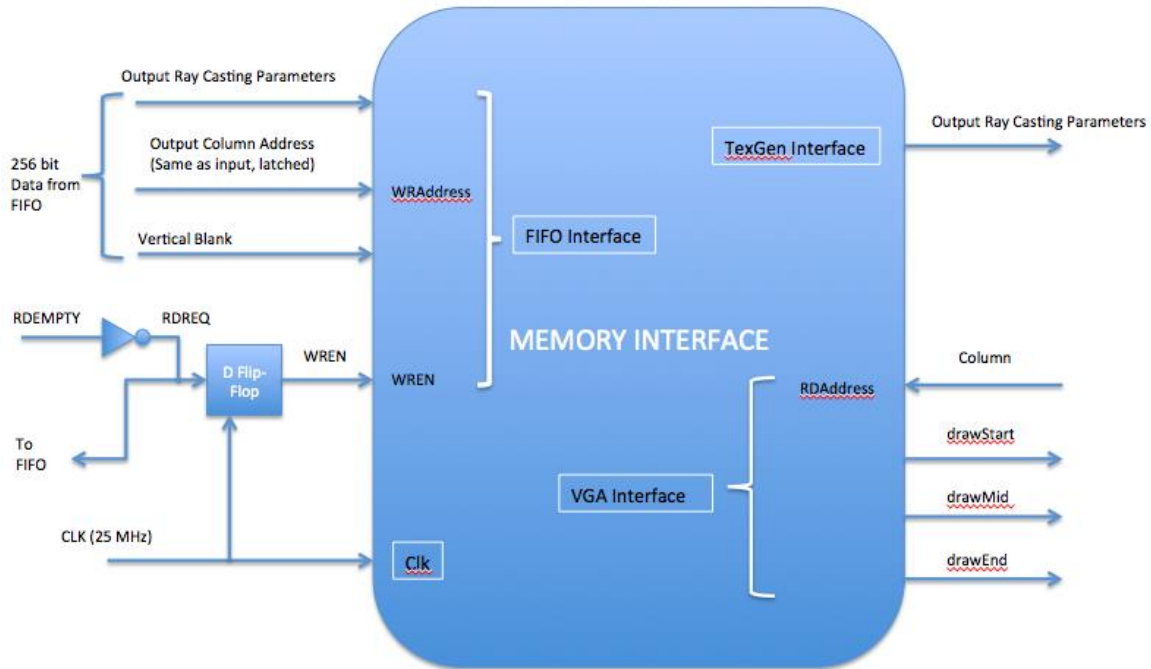 Output Ray Casting Parameters
Output Column Address
(Same as input, latched)
256 bit
Data from
FIFO
WRAddress
Vertical Blank
FIFO Interface
TexGen Interface
Output Ray Casting Parameters
RDEMPTY
RDREQ
MEMORY INTERFACE
D Flip-
Flop
WREN
WREN
To
FIFO
CLK (25 MHz)
Clk
Column
RDAddress
drawStart
VGA Interface
drawMid
drawEnd